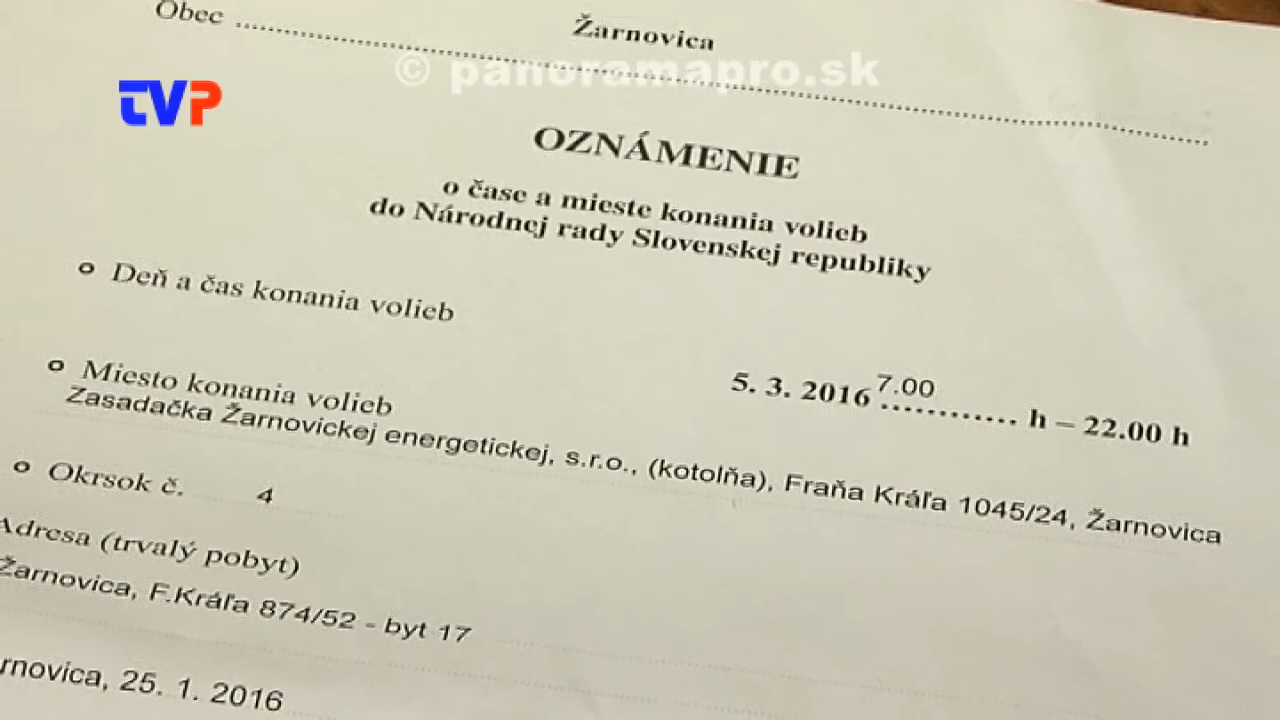 Obec ........ Žarnovica
© panoramapro.sk
TVP
OZNÁMENIE
o čase a mieste konania volieb
do Národnej rady Slovenskej republiky
Deň a čas konania volieb
5. 3. 2016 7.00 ............ h – 22.00 h
Miesto konania volieb
Zasadačka Žarnovickej energetickej, s.r.o., (kotolňa), Fraňa Kráľa 1045/24, Žarnovica
Okrsok č. 4
Adresa (trvalý pobyt)
Žarnovica, F.Kráľa 874/52 - byt 17
rnovica, 25. 1. 2016